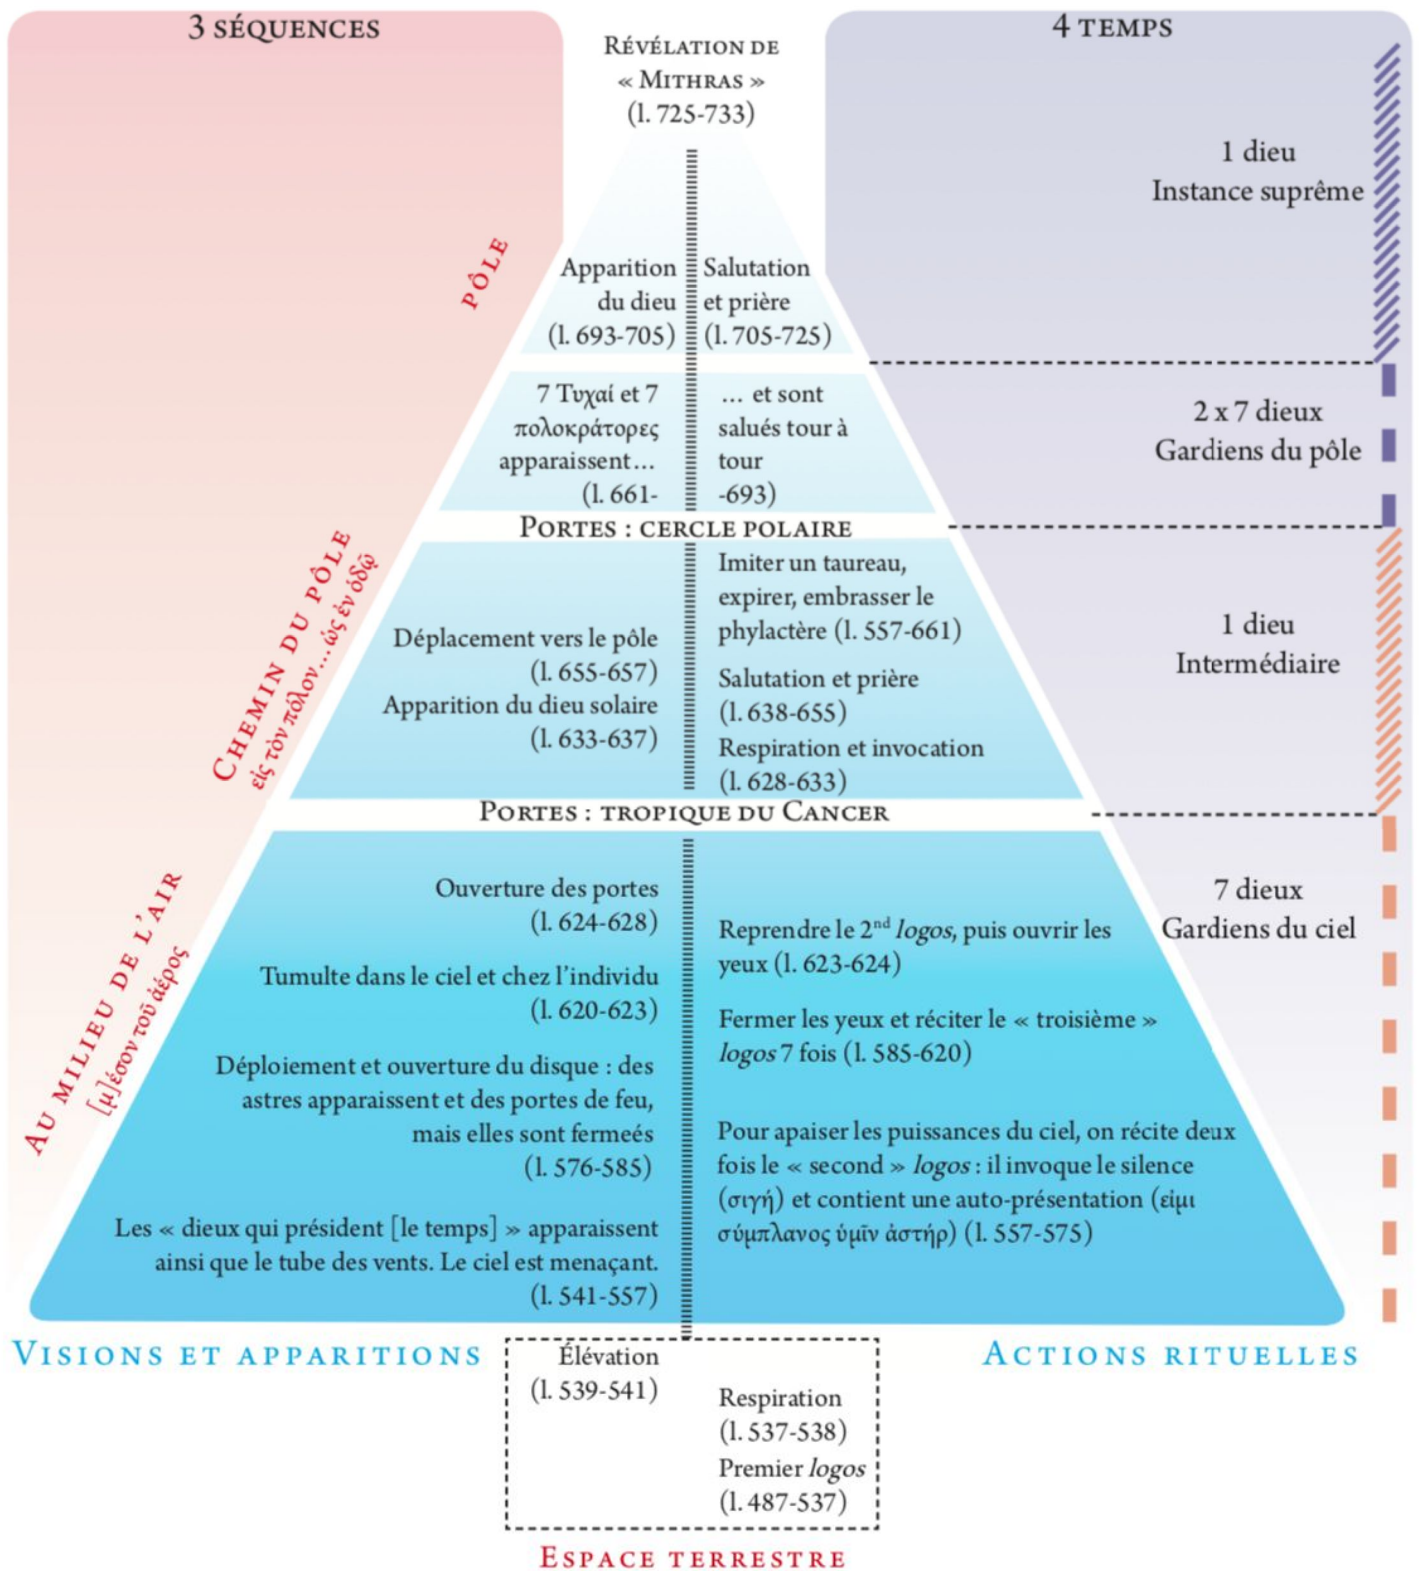 3 SÉQUENCES
4 TEMPS
RÉVÉLATION DE
« MITHRAS »
(l. 725-733)
1 dieu
Instance suprême
PÔLE
Apparition
du dieu
(l. 693-705)
Salutation
et prière
(l. 705-725)
7 Τυχαί et 7
πολοκράτορες
apparaissent…
(l. 661-
… et sont
salués tour à
tour
-693)
2 x 7 dieux
Gardiens du pôle
PORTES : CERCLE POLAIRE
CHEMIN DU PÔLE
εἰς τὸν πόλον… ὡς ἐν ὁδῷ
Déplacement vers le pôle
(l. 655-657)
Apparition du dieu solaire
(l. 633-637)
Imiter un taureau,
expirer, embrasser le
phylactère (l. 557-661)
Salutation et prière
(l. 638-655)
Respiration et invocation
(l. 628-633)
1 dieu
Intermédiaire
PORTES : TROPIQUE DU CANCER
AU MILIEU DE L’AIR
[μ]έσον τοῦ ἀέρος
Ouverture des portes
(l. 624-628)
Tumulte dans le ciel et chez l’individu
(l. 620-623)
Déploiement et ouverture du disque : des
astres apparaissent et des portes de feu,
mais elles sont fermeés
(l. 576-585)
Les « dieux qui président [le temps] » apparaissent
ainsi que le tube des vents. Le ciel est menaçant.
(l. 541-557)
Reprendre le 2nd logos, puis ouvrir les
yeux (l. 623-624)
Fermer les yeux et réciter le « troisième »
logos 7 fois (l. 585-620)
Pour apaiser les puissances du ciel, on récite deux
fois le « second » logos : il invoque le silence
(σιγή) et contient une auto-présentation (εἰμι
σύμπλανος ὑμῖν ἀστήρ) (l. 557-575)
7 dieux
Gardiens du ciel
VISIONS ET APPARITIONS
ACTIONS RITUELLES
Élévation
(l. 539-541)
Respiration
(l. 537-538)
Premier logos
(l. 487-537)
ESPACE TERRESTRE